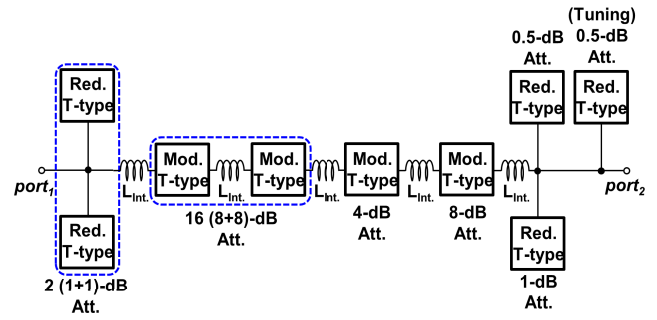 Red.
T-type
port1
Red.
T-type
2 (1+1)-dB
Att.
LInt.
Mod.
T-type
LInt.
Mod.
T-type
16 (8+8)-dB
Att.
LInt.
Mod.
T-type
4-dB
Att.
LInt.
Mod.
T-type
8-dB
Att.
LInt.
0.5-dB
Att.
Red.
T-type
(Tuning)
0.5-dB
Att.
Red.
T-type
port2
Red.
T-type
1-dB
Att.